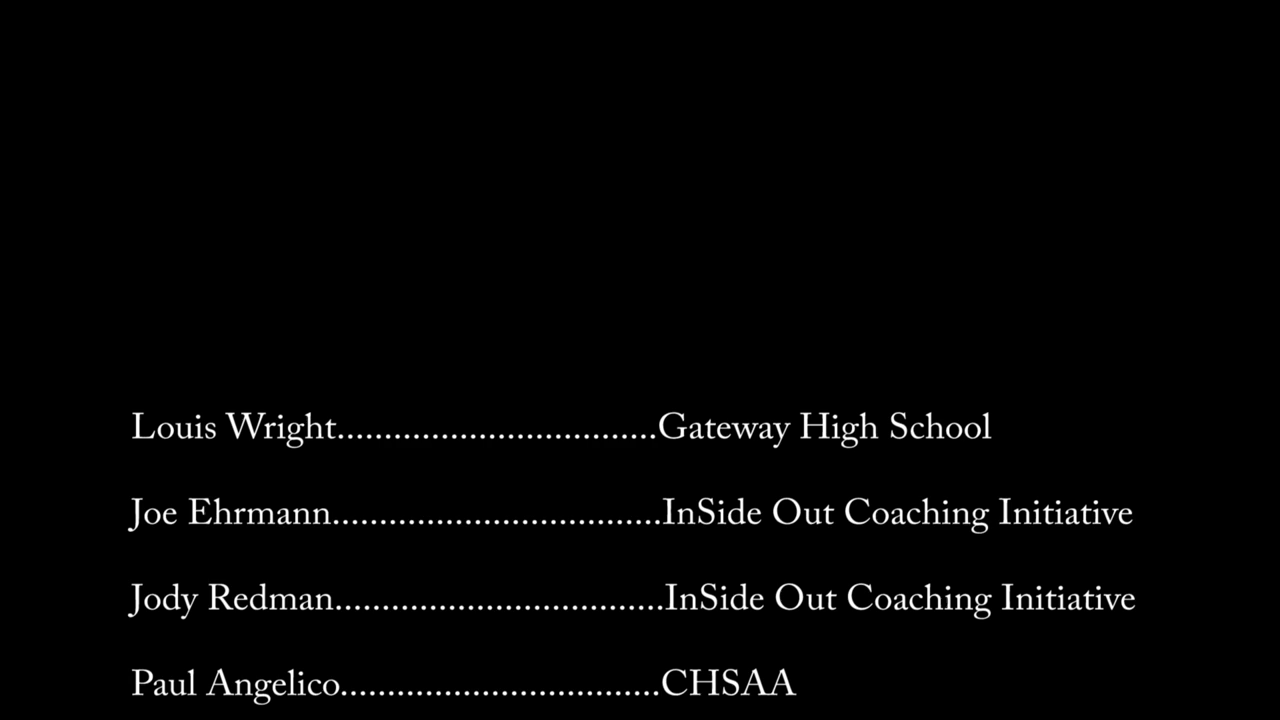 Louis Wright..................................Gateway High School
Joe Ehrmann...................................InSide Out Coaching Initiative
Jody Redman...................................InSide Out Coaching Initiative
Paul Angelico..................................CHSAA